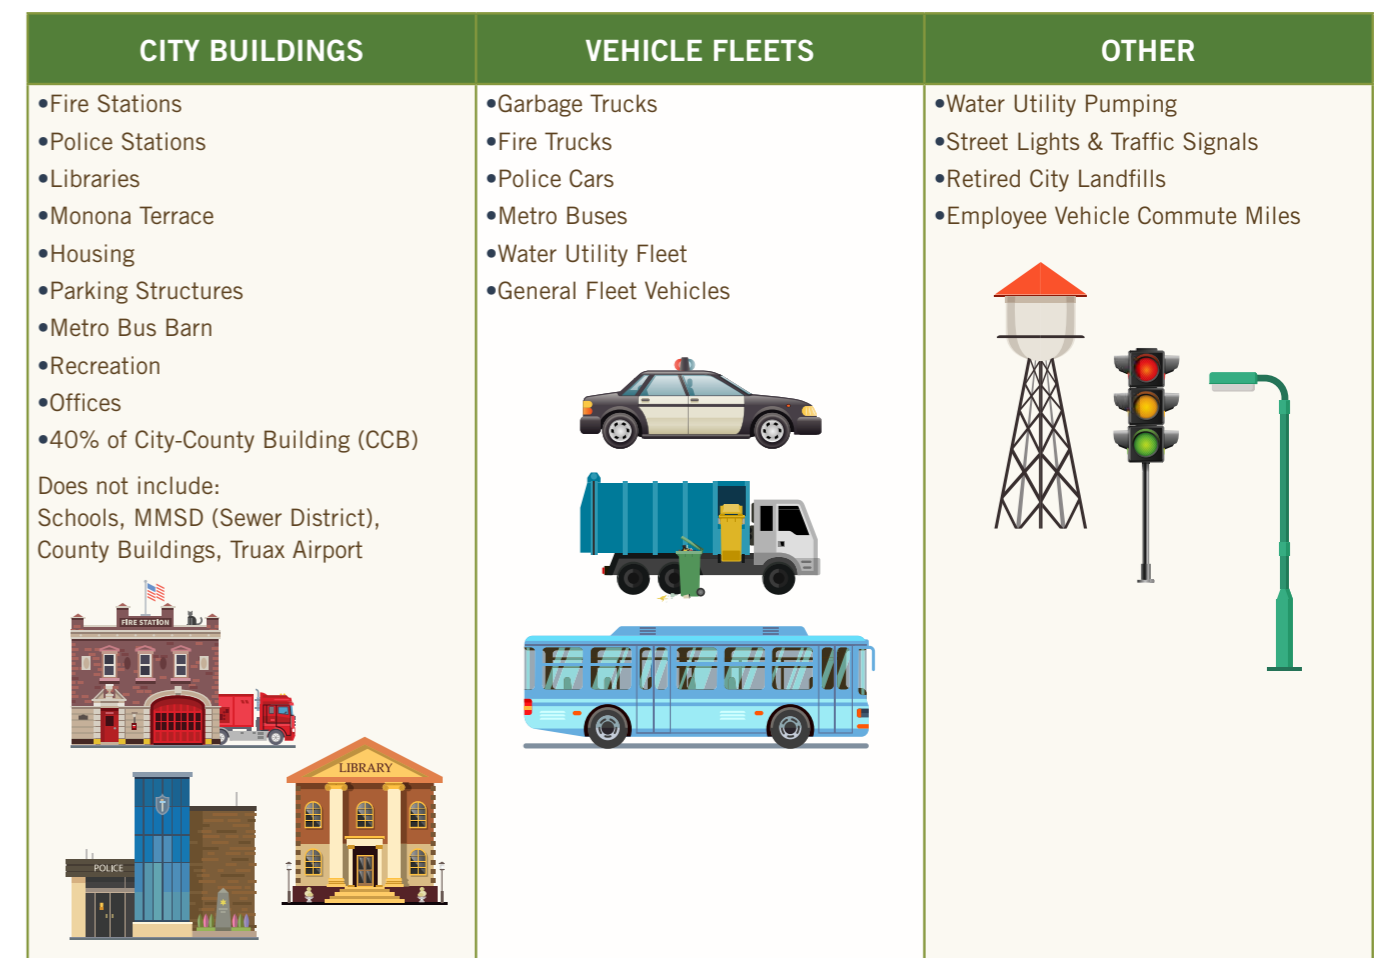 CITY BUILDINGS
•Fire Stations
•Police Stations
•Libraries
•Monona Terrace
•Housing
•Parking Structures
•Metro Bus Barn
•Recreation
•Offices
•40% of City-County Building (CCB)
Does not include:
Schools, MMSD (Sewer District),
County Buildings, Truax Airport
FIRE STATION
LIBRARY
POLICE
VEHICLE FLEETS
•Garbage Trucks
•Fire Trucks
•Police Cars
•Metro Buses
•Water Utility Fleet
•General Fleet Vehicles
OTHER
•Water Utility Pumping
•Street Lights & Traffic Signals
•Retired City Landfills
•Employee Vehicle Commute Miles